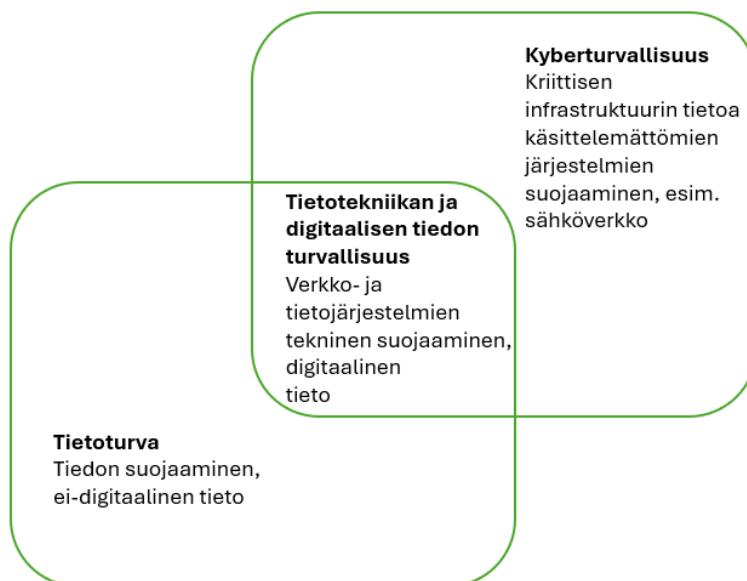 Kyberturvallisuus
Kriittisen
infrastruktuurin tietoa
käsittelemättömien
järjestelmien
suojaaminen, esim.
sähköverkko
Tietotekniikan ja
digitaalisen tiedon
turvallisuus
Verkko- ja
tietojärjestelmien
tekninen suojaaminen,
digitaalinen
tieto
Tietoturva
Tiedon suojaaminen,
ei-digitaalinen tieto